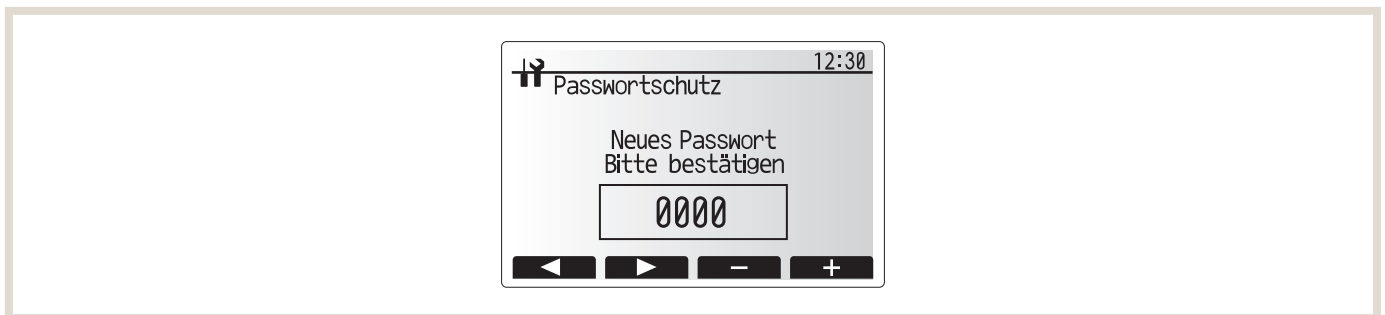 12:30
Passwortschutz
Neues Passwort
Bitte bestätigen
0000
− +